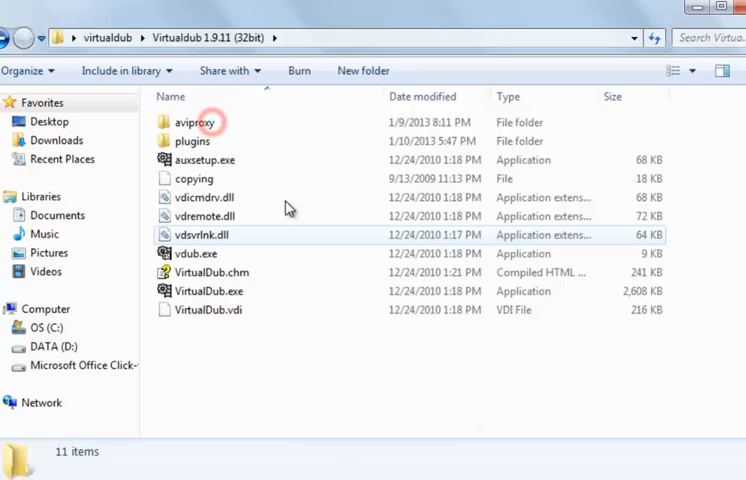 virtualdub Virtualdub 1.9.11 (32bit) Search Virtua.
Organize Include in library Share with Burn New folder
Favorites
Desktop
Downloads
Recent Places
Libraries
Documents
Music
Pictures
Videos
Computer
OS (C:)
DATA (D:)
Microsoft Office Click-
Network
Name Date modified Type Size
aviproxy 1/9/2013 8:11 PM File folder
plugins 1/10/2013 5:47 PM File folder
auxsetup.exe 12/24/2010 1:18 PM Application 68 KB
copying 9/13/2009 11:13 PM File 18 KB
vdicmdrv.dll 12/24/2010 1:18 PM Application extens... 68 KB
vdremote.dll 12/24/2010 1:18 PM Application extens... 72 KB
vdsvrlnk.dll 12/24/2010 1:17 PM Application extens... 64 KB
vdub.exe 12/24/2010 1:18 PM Application 9 KB
VirtualDub.chm 12/24/2010 1:21 PM Compiled HTML ... 241 KB
VirtualDub.exe 12/24/2010 1:18 PM Application 2,608 KB
VirtualDub.vdi 12/24/2010 1:18 PM VDI File 216 KB
11 items